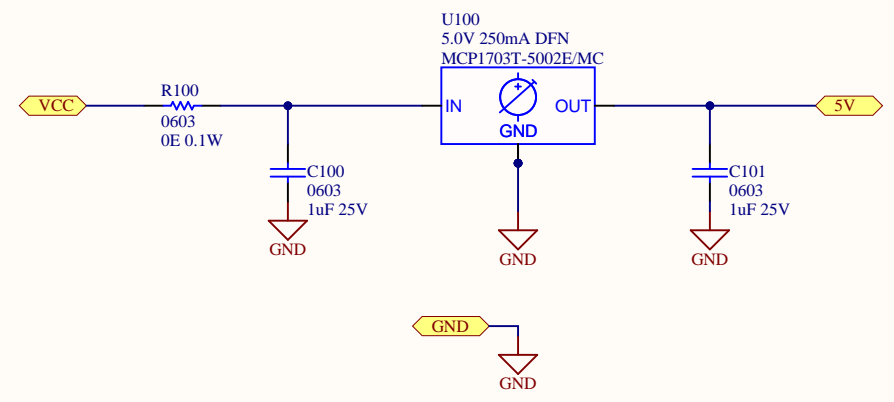 U100
5.0V 250mA DFN
MCP1703T-5002E/MC
VCC
R100
0603
0E 0.1W
IN
OUT
GND
5V
C100
0603
1uF 25V
GND
GND
C101
0603
1uF 25V
GND
GND
GND